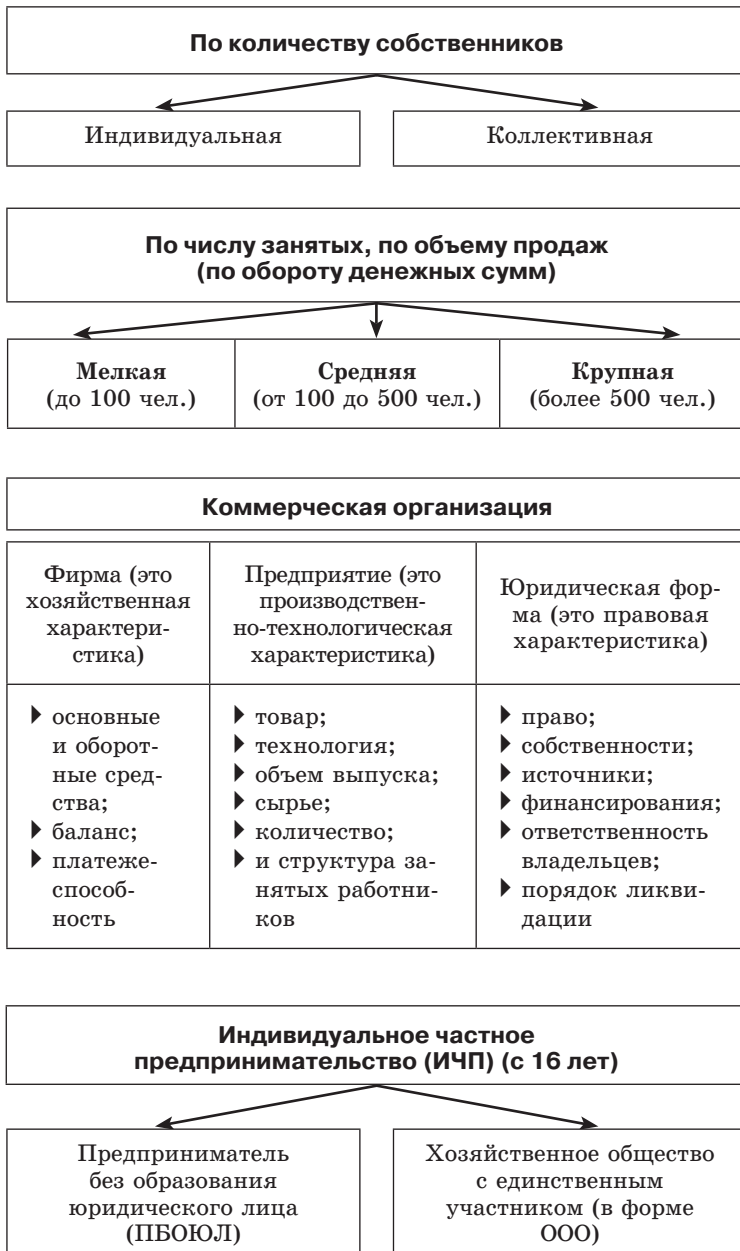 По количеству собственников
Индивидуальная
Коллективная
По числу занятых, по объему продаж
(по обороту денежных сумм)
Мелкая
(до 100 чел.)
Средняя
(от 100 до 500 чел.)
Крупная
(более 500 чел.)
Коммерческая организация
Фирма (это
хозяйственная
характери-
стика)
Предприятие (это
производствен-
но-технологическая
характеристика)
Юридическая фор-
ма (это правовая
характеристика)
основные
и оборот-
ные сред-
ства;
баланс;
платеже-
способ-
ность
товар;
технология;
объем выпуска;
сырье;
количество;
и структура за-
нятых работни-
ков
право;
собственности;
источники;
финансирования;
ответственность
владельцев;
порядок ликви-
дации
Индивидуальное частное
предпринимательство (ИЧП) (с 16 лет)
Предприниматель
без образования
юридического лица
(ПБОЮЛ)
Хозяйственное общество
с единственным
участником (в форме
ООО)